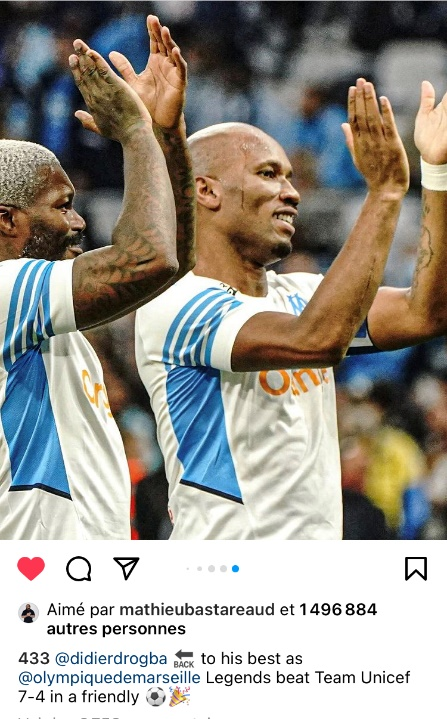 Orange
Aimé par mathieubastareaud et 1 496 884
autres personnes
433 @didierdrogba 🔙 to his best as
@olympiquedemarseille Legends beat Team Unicef
7-4 in a friendly ⚽🎉